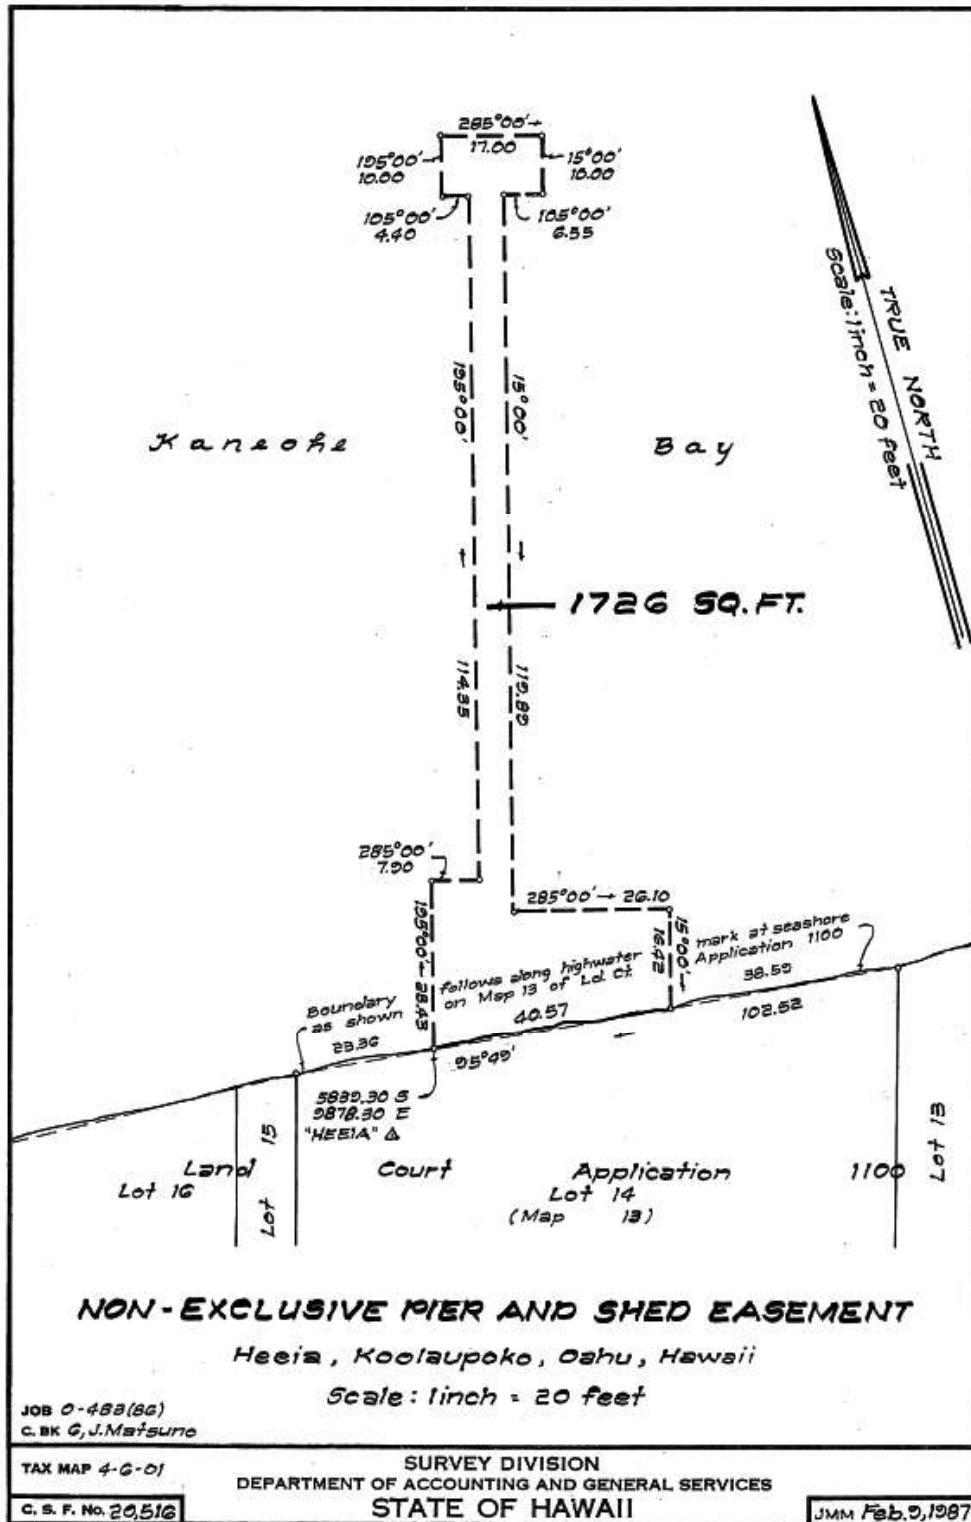 285°00'
17.00
195°00'
10.00
15°00'
10.00
105°00'
4.40
105°00'
6.55
TRUE NORTH
Scale: 1 inch = 20 feet
195°00'
15°00'
Kaneohe Bay
1726 SQ. FT.
114.35
119.89
285°00'
7.90
285°00' 26.10
195°00' 28.43
15°00'
16.42
Boundary
as shown
follows along highwater
on Map 13 of Ld. Ct.
mark at seashore
Application 1100
23.36
40.57
38.59
102.52
95°49'
5839.30 S
9878.30 E
"HEEIA"
Land Court Application 1100
Lot 16
Lot 15
Lot 14
(Map 13)
Lot 13
NON-EXCLUSIVE PIER AND SHED EASEMENT
Heeia, Koolaupoko, Oahu, Hawaii
Scale: 1 inch = 20 feet
JOB O-483(86)
C. BK G, J. Matsuno
TAX MAP 4-6-01
SURVEY DIVISION
DEPARTMENT OF ACCOUNTING AND GENERAL SERVICES
STATE OF HAWAII
C. S. F. No. 20,516
JMM Feb. 9, 1987